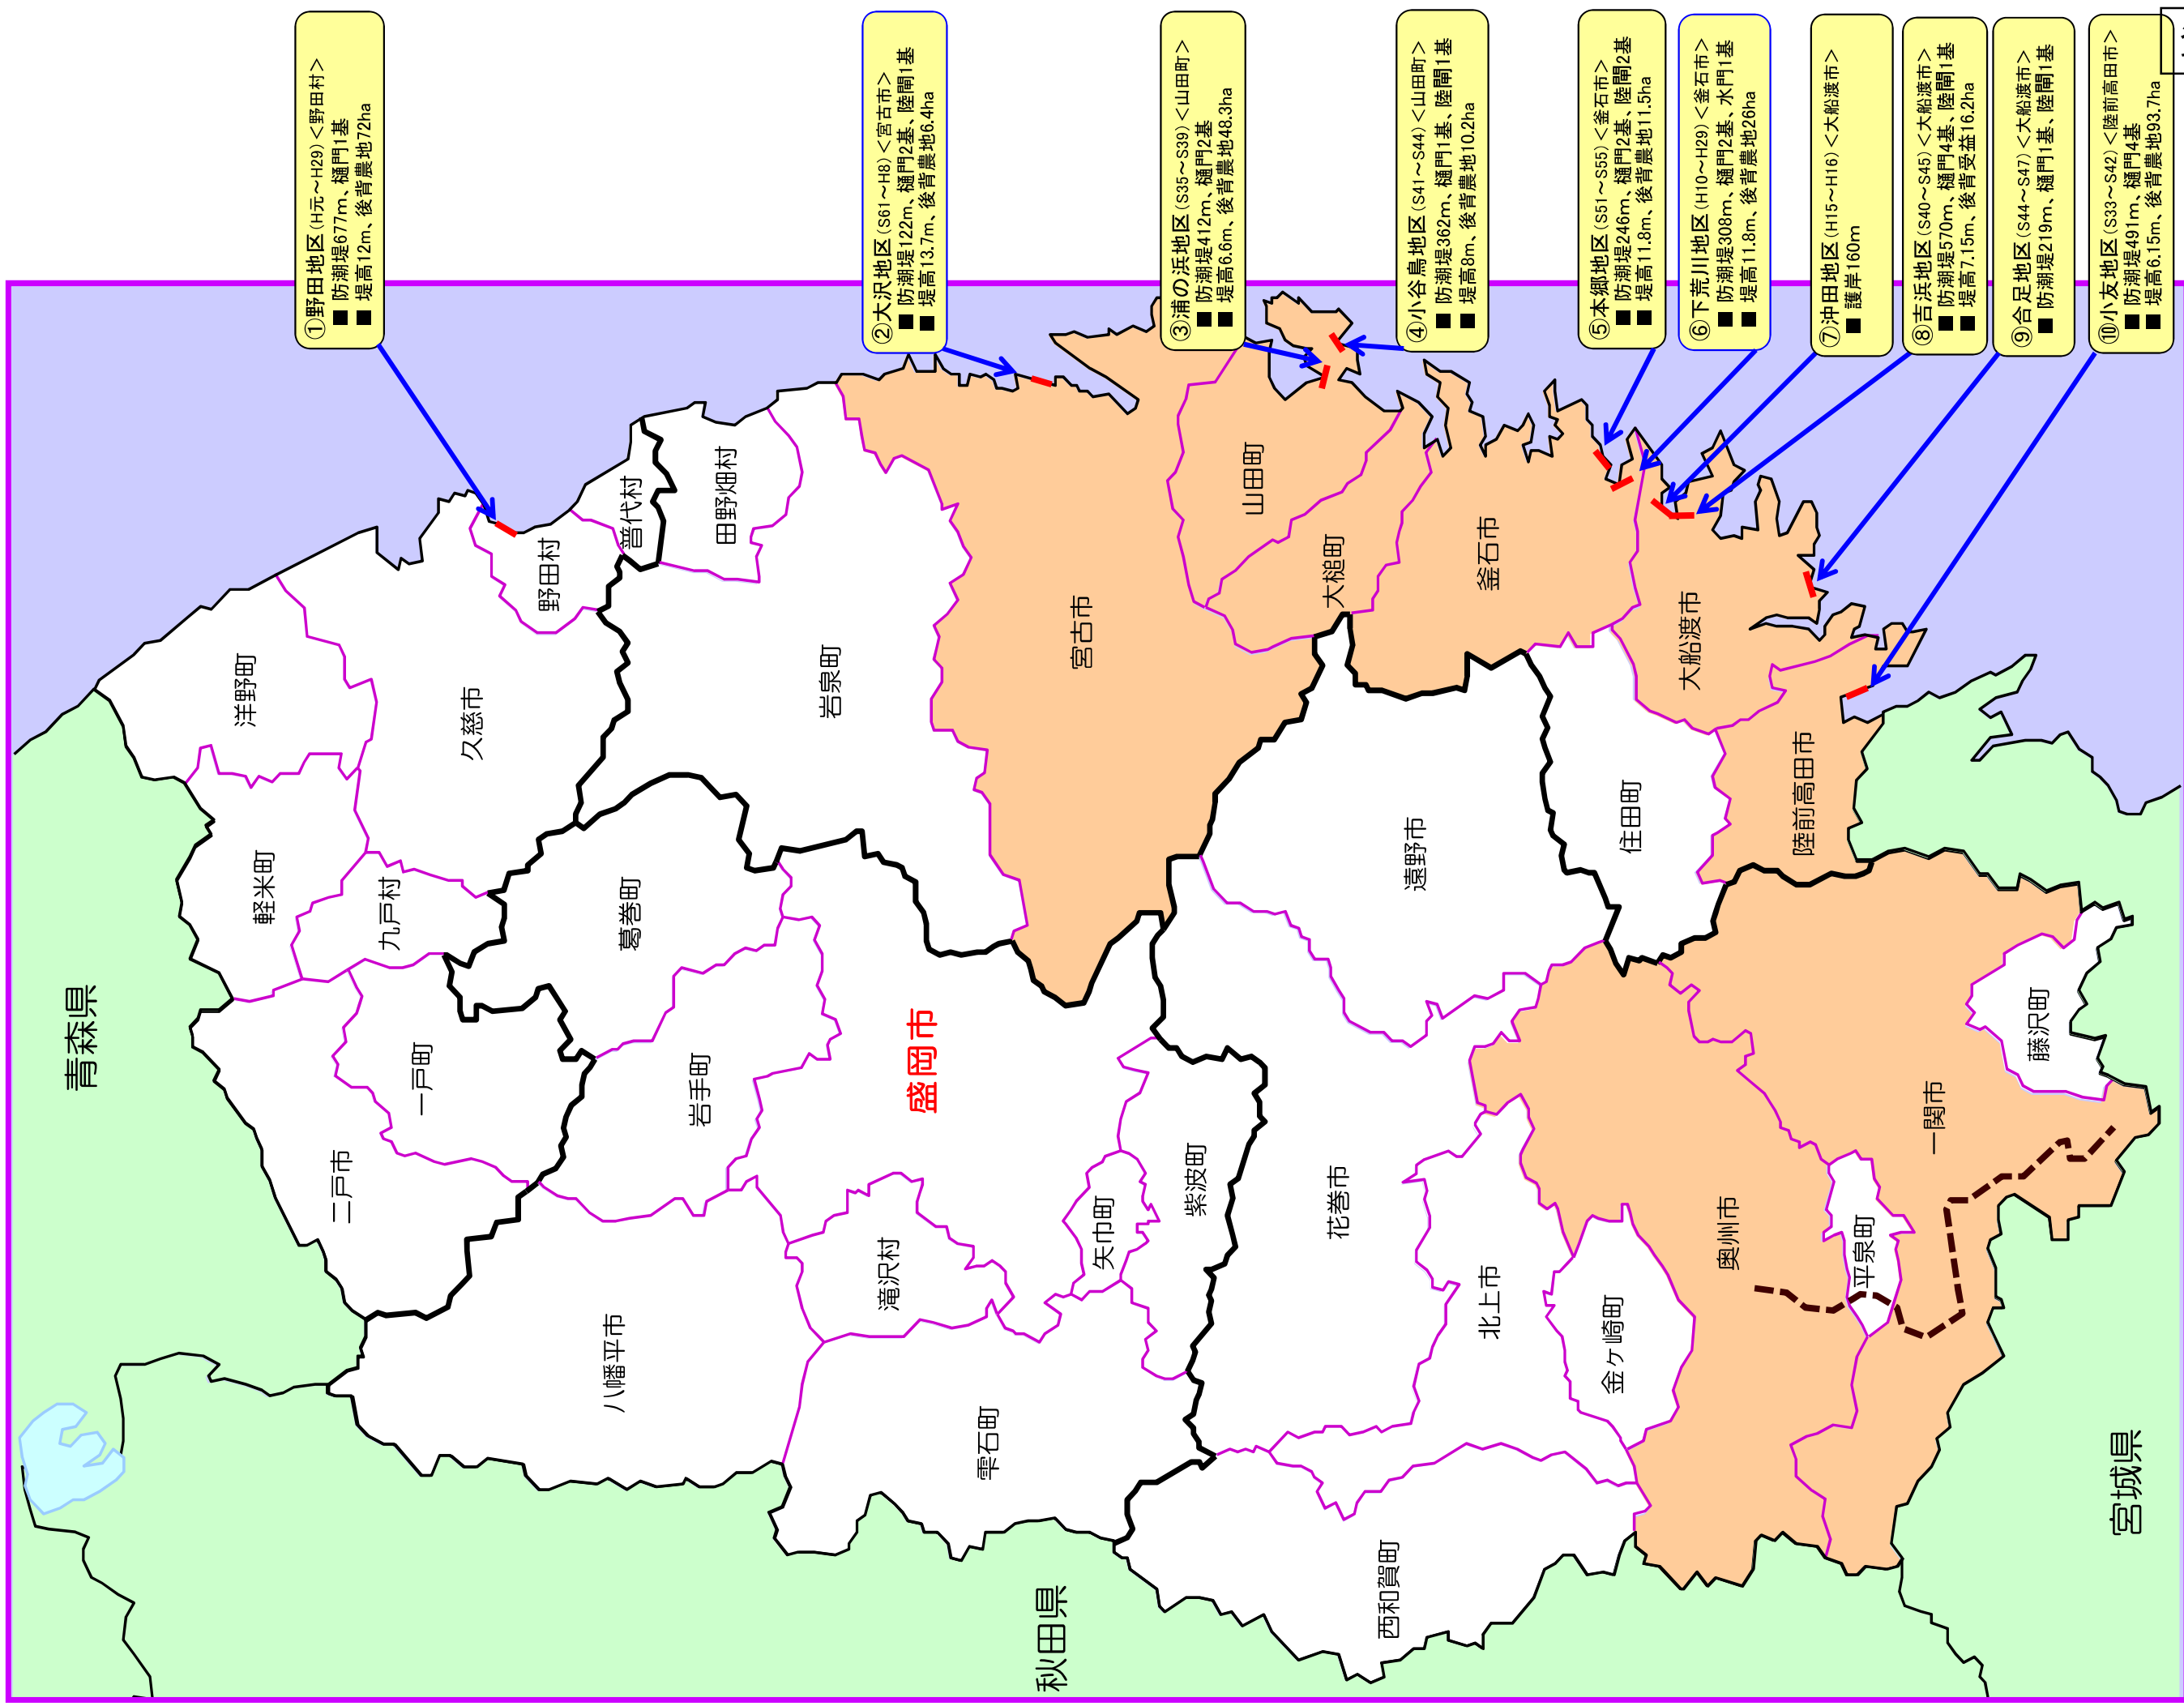 ①野田地区(H元～H29)＜野田村＞
■ 防潮堤677m、樋門1基
■ 堤高12m、後背農地72ha
②大沢地区(S61～H8)＜宮古市＞
■ 防潮堤122m、樋門2基、陸閘1基
■ 堤高13.7m、後背農地6.4ha
③浦の浜地区(S35～S39)＜山田町＞
■ 防潮堤412m、樋門2基
■ 堤高6.6m、後背農地48.3ha
④小谷鳥地区(S41～S44)＜山田町＞
■ 防潮堤362m、樋門1基、陸閘1基
■ 堤高8m、後背農地10.2ha
⑤本郷地区(S51～S55)＜釜石市＞
■ 防潮堤246m、樋門2基、陸閘2基
■ 堤高11.8m、後背農地11.5ha
⑥下荒川地区(H10～H29)＜釜石市＞
■ 防潮堤308m、樋門2基、水門1基
■ 堤高11.8m、後背農地26ha
⑦沖田地区(H15～H16)＜大船渡市＞
■ 護岸160m
⑧吉浜地区(S40～S45)＜大船渡市＞
■ 防潮堤570m、樋門4基、陸閘1基
■ 堤高7.15m、後背受益16.2ha
⑨合足地区(S44～S47)＜大船渡市＞
■ 防潮堤219m、樋門1基、陸閘1基
⑩小友地区(S33～S42)＜陸前高田市＞
■ 防潮堤491m、樋門4基
■ 堤高6.15m、後背農地93.7ha
青森県
秋田県
宮城県
洋野町
軽米町
久慈市
野田村
普代村
田野畑村
九戸村
二戸市
一戸町
葛巻町
岩泉町
岩手町
八幡平市
盛岡市
滝沢村
雫石町
矢巾町
紫波町
宮古市
山田町
大槌町
釜石市
遠野市
住田町
大船渡市
陸前高田市
花巻市
北上市
西和賀町
金ヶ崎町
奥州市
平泉町
一関市
藤沢町